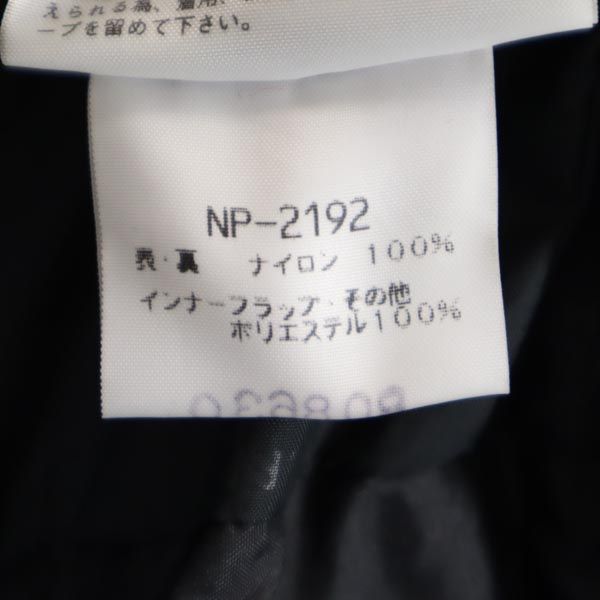 えられる為、着用、
ープを留めて下さい。
NP-2192
表・裏 ナイロン 100%
インナーフラップ・その他
ポリエステル100%